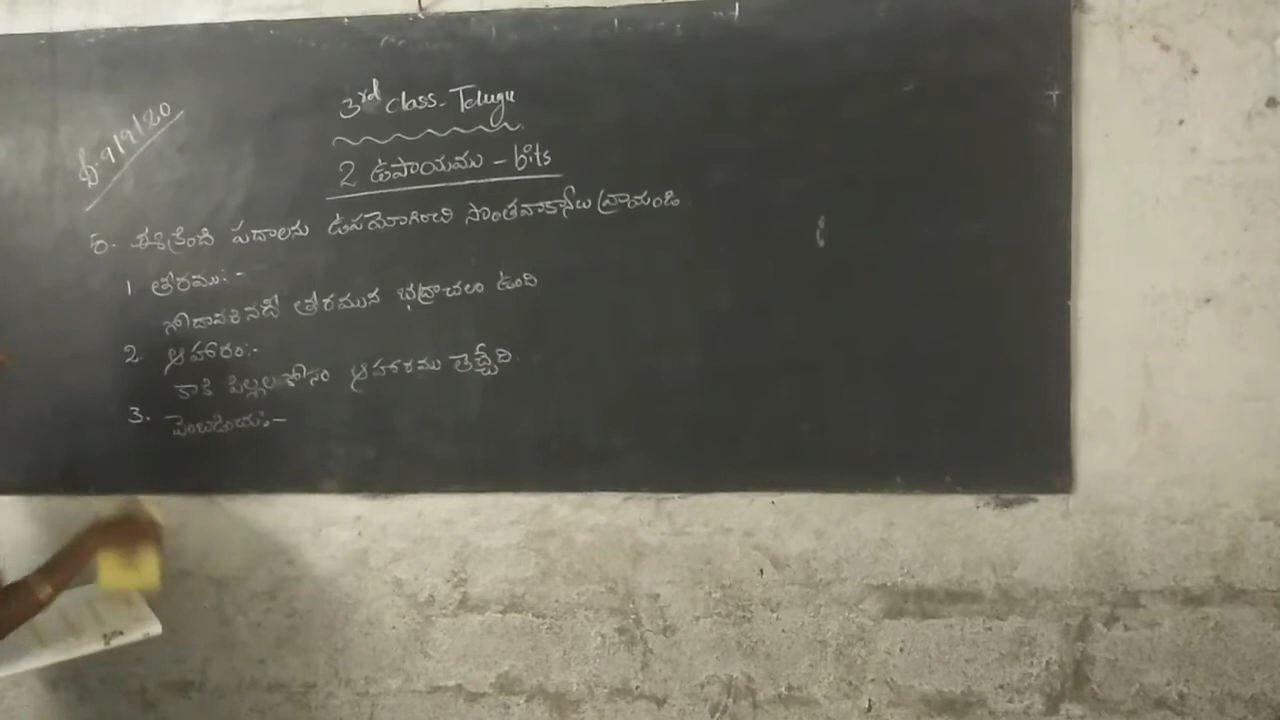 ది. 9/9/20
3rd Class - Telugu
2 ఉపాయము - bits
5. ఈ క్రింది పదాలను ఉపయోగించి సొంతవాక్యాలు వ్రాయండి.
1 తీరము:-
గోదావరి నది తీరమున భద్రాచలం ఉంది
2. ఆహారం:-
కాకి పిల్లల కోసం ఆహారము తెచ్చేది.
3.